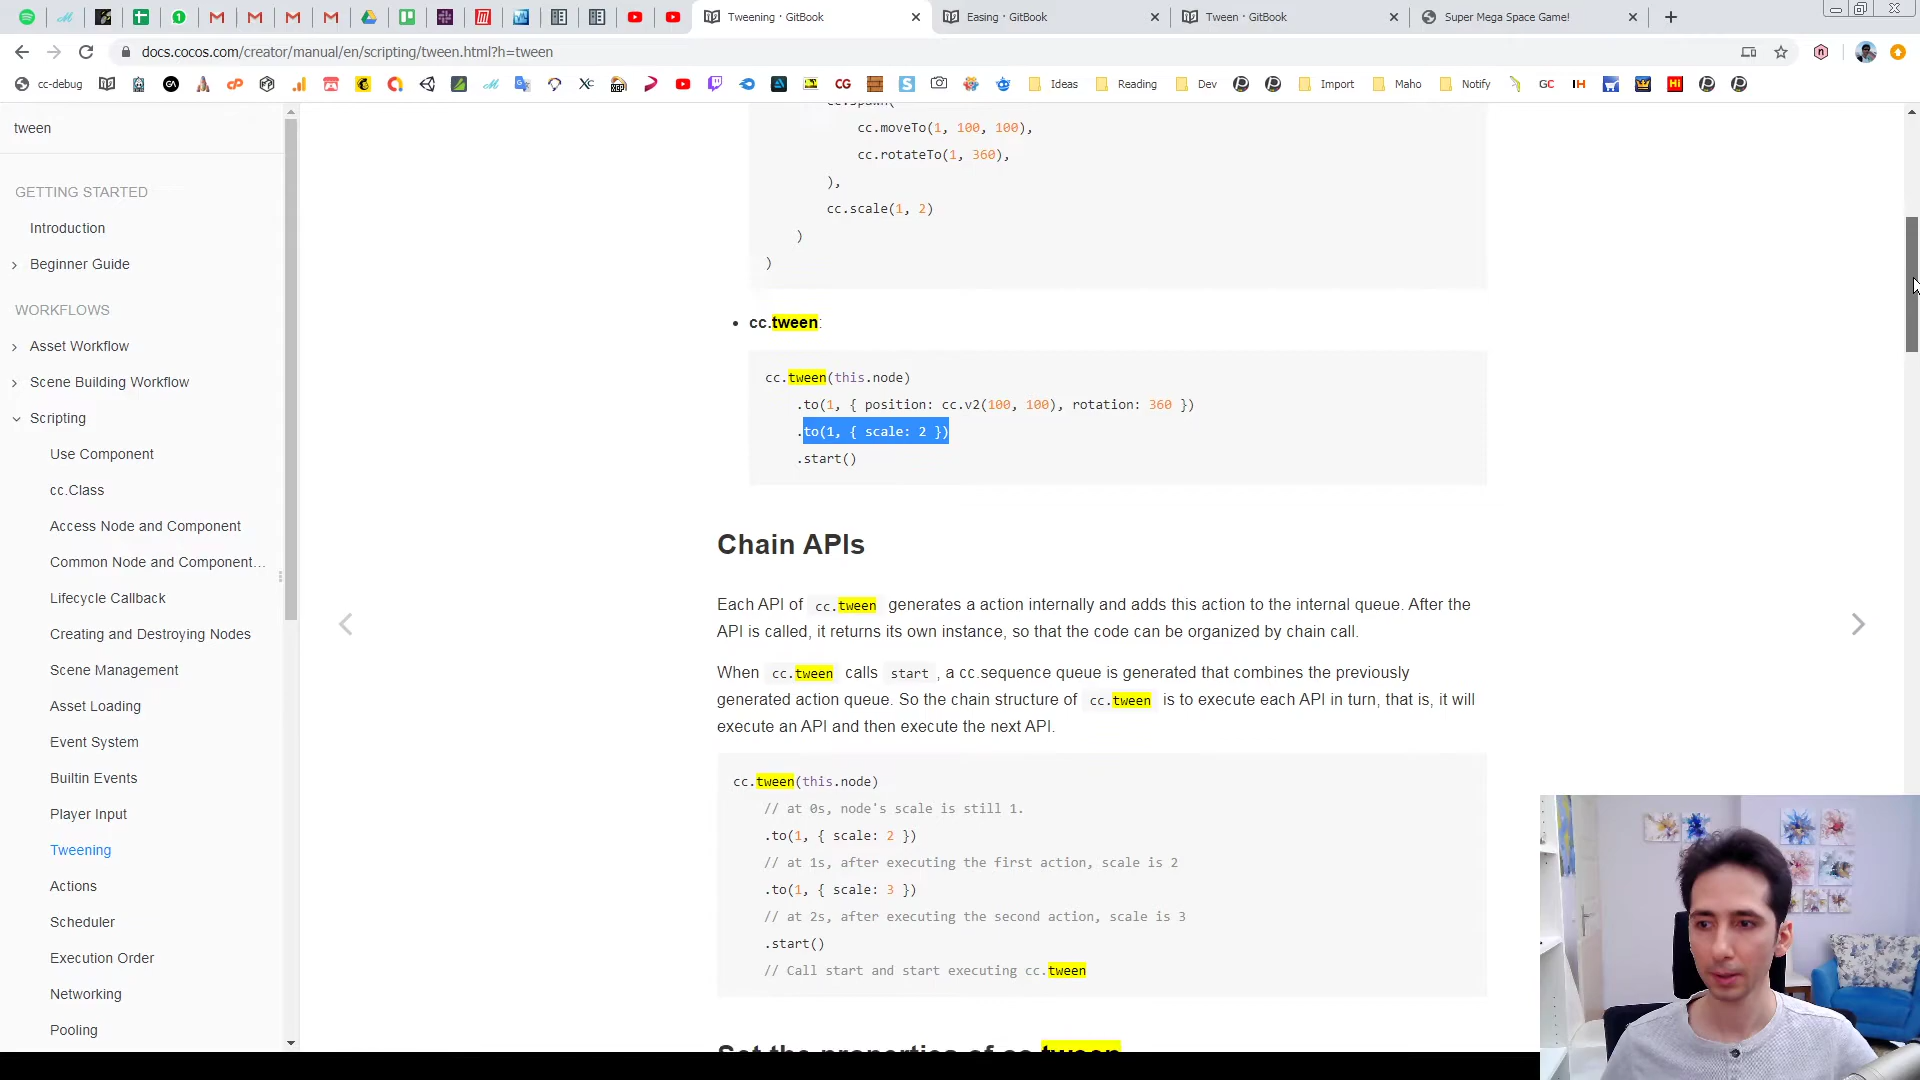 Tweening · GitBook
Easing · GitBook
Tween · GitBook
Super Mega Space Game!
docs.cocos.com/creator/manual/en/scripting/tween.html?h=tween
cc-debug
Ideas
Reading
Dev
Import
Maho
Notify
tween
GETTING STARTED
Introduction
Beginner Guide
WORKFLOWS
Asset Workflow
Scene Building Workflow
Scripting
Use Component
cc.Class
Access Node and Component
Common Node and Component…
Lifecycle Callback
Creating and Destroying Nodes
Scene Management
Asset Loading
Event System
Builtin Events
Player Input
Tweening
Actions
Scheduler
Execution Order
Networking
Pooling
cc.spawn(
cc.moveTo(1, 100, 100),
cc.rotateTo(1, 360),
),
cc.scale(1, 2)
)
)
• cc.tween:
cc.tween(this.node)
.to(1, { position: cc.v2(100, 100), rotation: 360 })
.to(1, { scale: 2 })
.start()
Chain APIs
Each API of cc.tween generates a action internally and adds this action to the internal queue. After the
API is called, it returns its own instance, so that the code can be organized by chain call.
When cc.tween calls start , a cc.sequence queue is generated that combines the previously
generated action queue. So the chain structure of cc.tween is to execute each API in turn, that is, it will
execute an API and then execute the next API.
cc.tween(this.node)
// at 0s, node's scale is still 1.
.to(1, { scale: 2 })
// at 1s, after executing the first action, scale is 2
.to(1, { scale: 3 })
// at 2s, after executing the second action, scale is 3
.start()
// Call start and start executing cc.tween
Set the properties of cc.tween